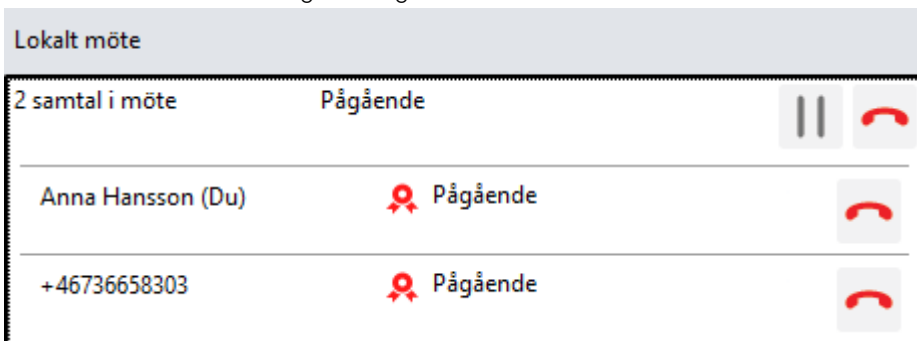 Lokalt möte
2 samtal i möte Pågående
Anna Hansson (Du) Pågående
+46736658303 Pågående